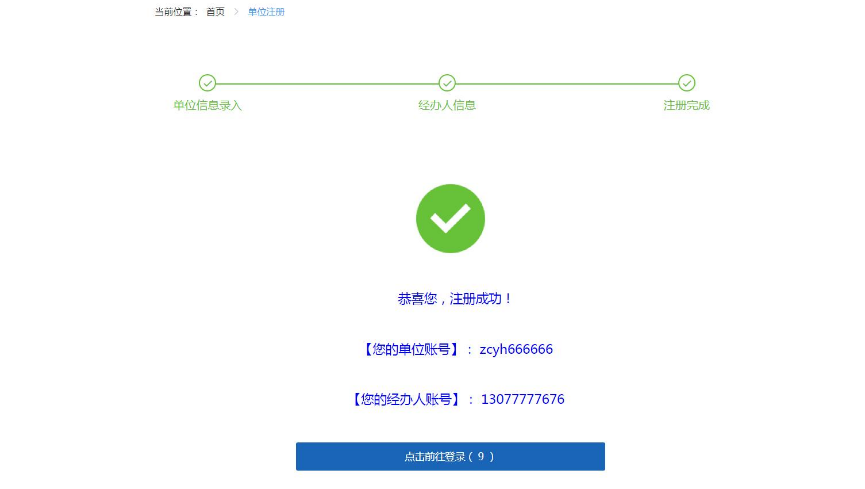 当前位置： 首页 > 单位注册
单位信息录入 经办人信息 注册完成
恭喜您，注册成功！
【您的单位账号】： zcyh666666
【您的经办人账号】： 13077777676
点击前往登录（ 9 ）